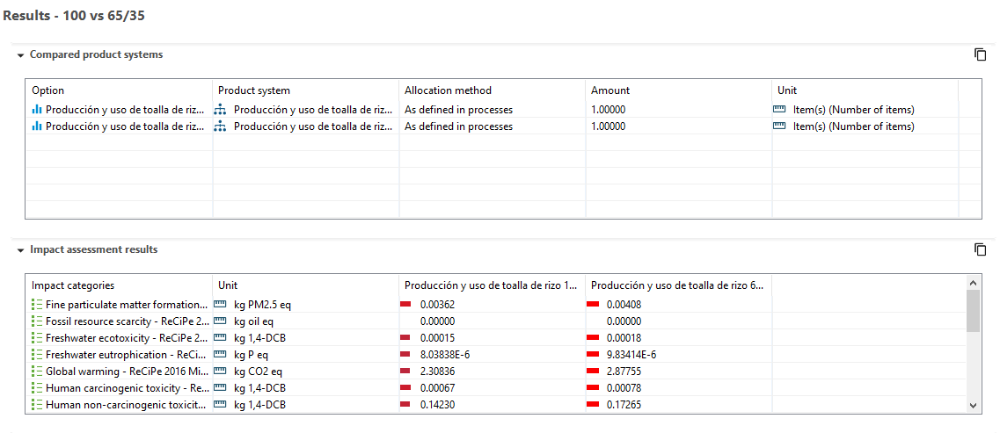 Results - 100 vs 65/35
Compared product systems
Option Product system Allocation method Amount Unit
Producción y uso de toalla de riz... Producción y uso de toalla de riz... As defined in processes 1.00000 Item(s) (Number of items)
Producción y uso de toalla de riz... Producción y uso de toalla de riz... As defined in processes 1.00000 Item(s) (Number of items)
Impact assessment results
Impact categories Unit Producción y uso de toalla de rizo 1... Producción y uso de toalla de rizo 6...
Fine particulate matter formation... kg PM2.5 eq 0.00362 0.00408
Fossil resource scarcity - ReCiPe 2... kg oil eq 0.00000 0.00000
Freshwater ecotoxicity - ReCiPe 2... kg 1,4-DCB 0.00015 0.00018
Freshwater eutrophication - ReCi... kg P eq 8.03838E-6 9.83414E-6
Global warming - ReCiPe 2016 Mi... kg CO2 eq 2.30836 2.87755
Human carcinogenic toxicity - Re... kg 1,4-DCB 0.00067 0.00078
Human non-carcinogenic toxicit... kg 1,4-DCB 0.14230 0.17265